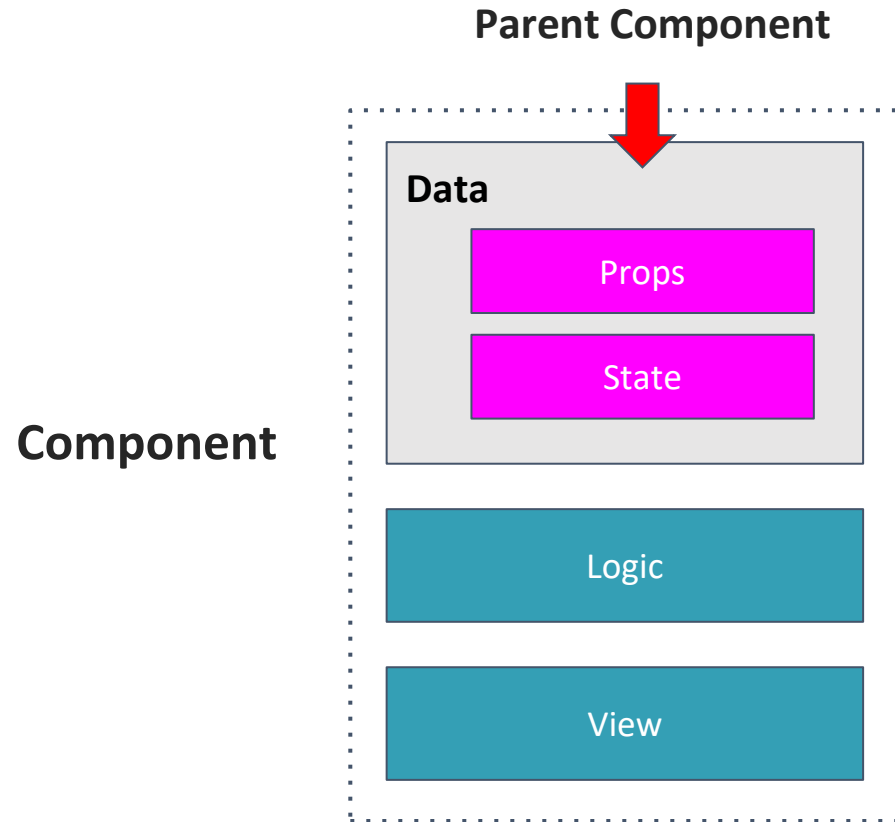 Parent Component
Data
Props
State
Component
Logic
View